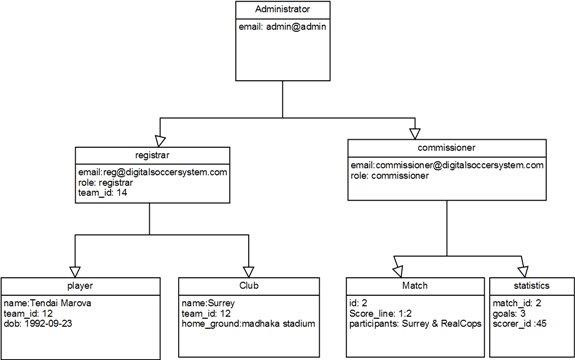 Administrator
email: admin@admin
registrar
email:reg@digitalsoccersystem.com
role: registrar
team_id: 14
commissioner
email:commissioner@digitalsoccersystem.com
role: commissioner
player
name:Tendai Marova
team_id: 12
dob: 1992-09-23
Club
name:Surrey
team_id: 12
home_ground:madhaka stadium
Match
id: 2
Score_line: 1:2
participants: Surrey & RealCops
statistics
match_id: 2
goals: 3
scorer_id :45